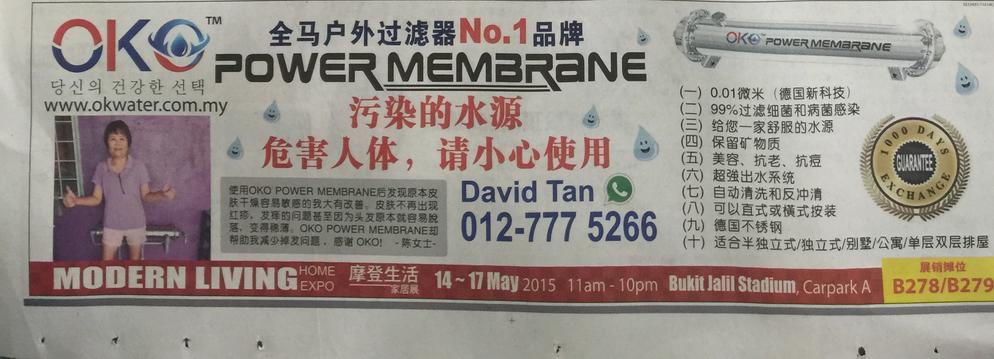 OKO™
당신의 건강한 선택
www.okwater.com.my
全马户外过滤器No.1品牌
POWER MEMBRANE
污染的水源
危害人体，请小心使用
使用OKO POWER MEMBRANE后发现原本皮
肤干燥容易敏感的我大有改善。皮肤不再出现
红疹、发痒的问题甚至因为头发原本就容易脱
落、变得稀薄。OKO POWER MEMBRANE却
帮助我减少掉发问题，感谢 OKO! -陈女士-
David Tan
012-777 5266
OKO™ POWER MEMBRANE
(一) 0.01微米（德国新科技）
(二) 99%过滤细菌和病菌感染
(三) 给您一家舒服的水源
(四) 保留矿物质
(五) 美容、抗老、抗痘
(六) 超強出水系统
(七) 自动清洗和反冲清
(八) 可以直式或橫式按装
(九) 德国不锈钢
(十) 适合半独立式/独立式/别墅/公寓/单层双层排屋
1000 DAYS
GUARANTEE
EXCHANGE
MODERN LIVING HOME EXPO 摩登生活 家居展 14~17 May 2015 11am - 10pm Bukit Jalil Stadium, Carpark A
展销摊位
B278/B279